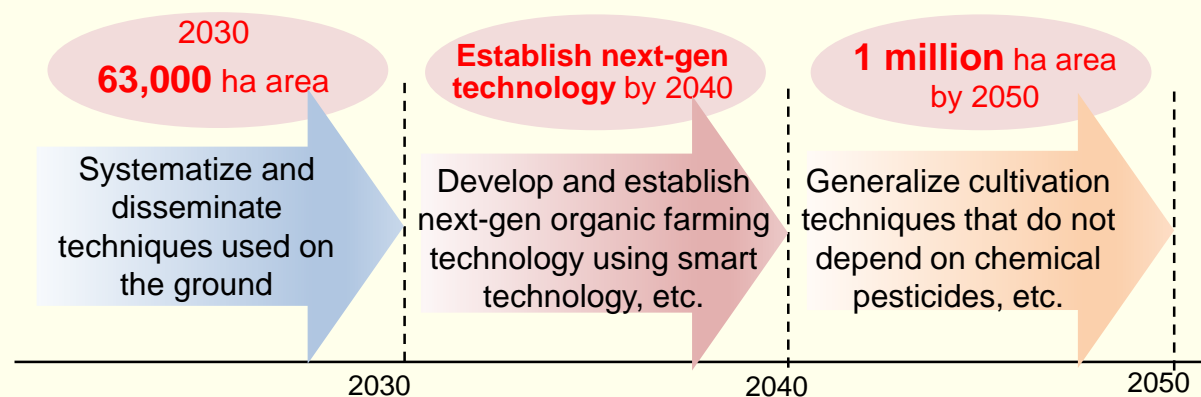 2030
63,000 ha area
Establish next-gen
technology by 2040
1 million ha area
by 2050
Systematize and
disseminate
techniques used on
the ground
Develop and establish
next-gen organic farming
technology using smart
technology, etc.
Generalize cultivation
techniques that do not
depend on chemical
pesticides, etc.
2030
2040
2050